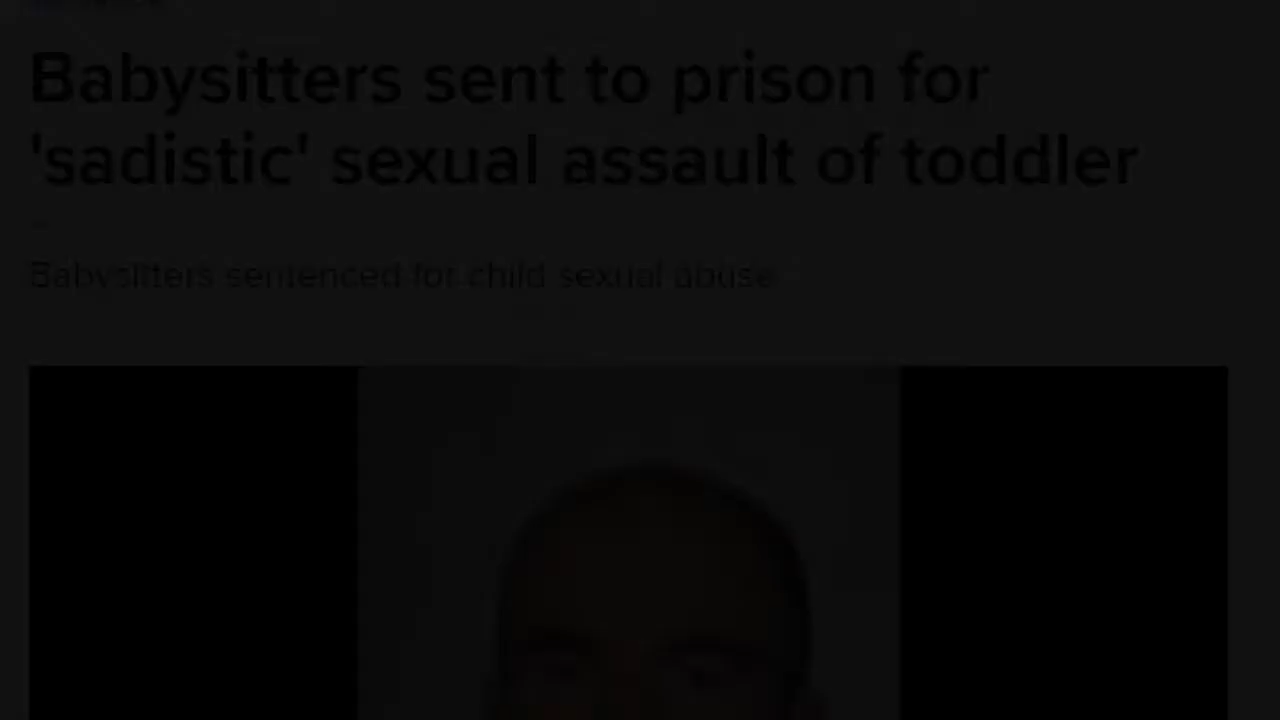 Babysitters sent to prison for
'sadistic' sexual assault of toddler
Babysitters sentenced for child sexual abuse